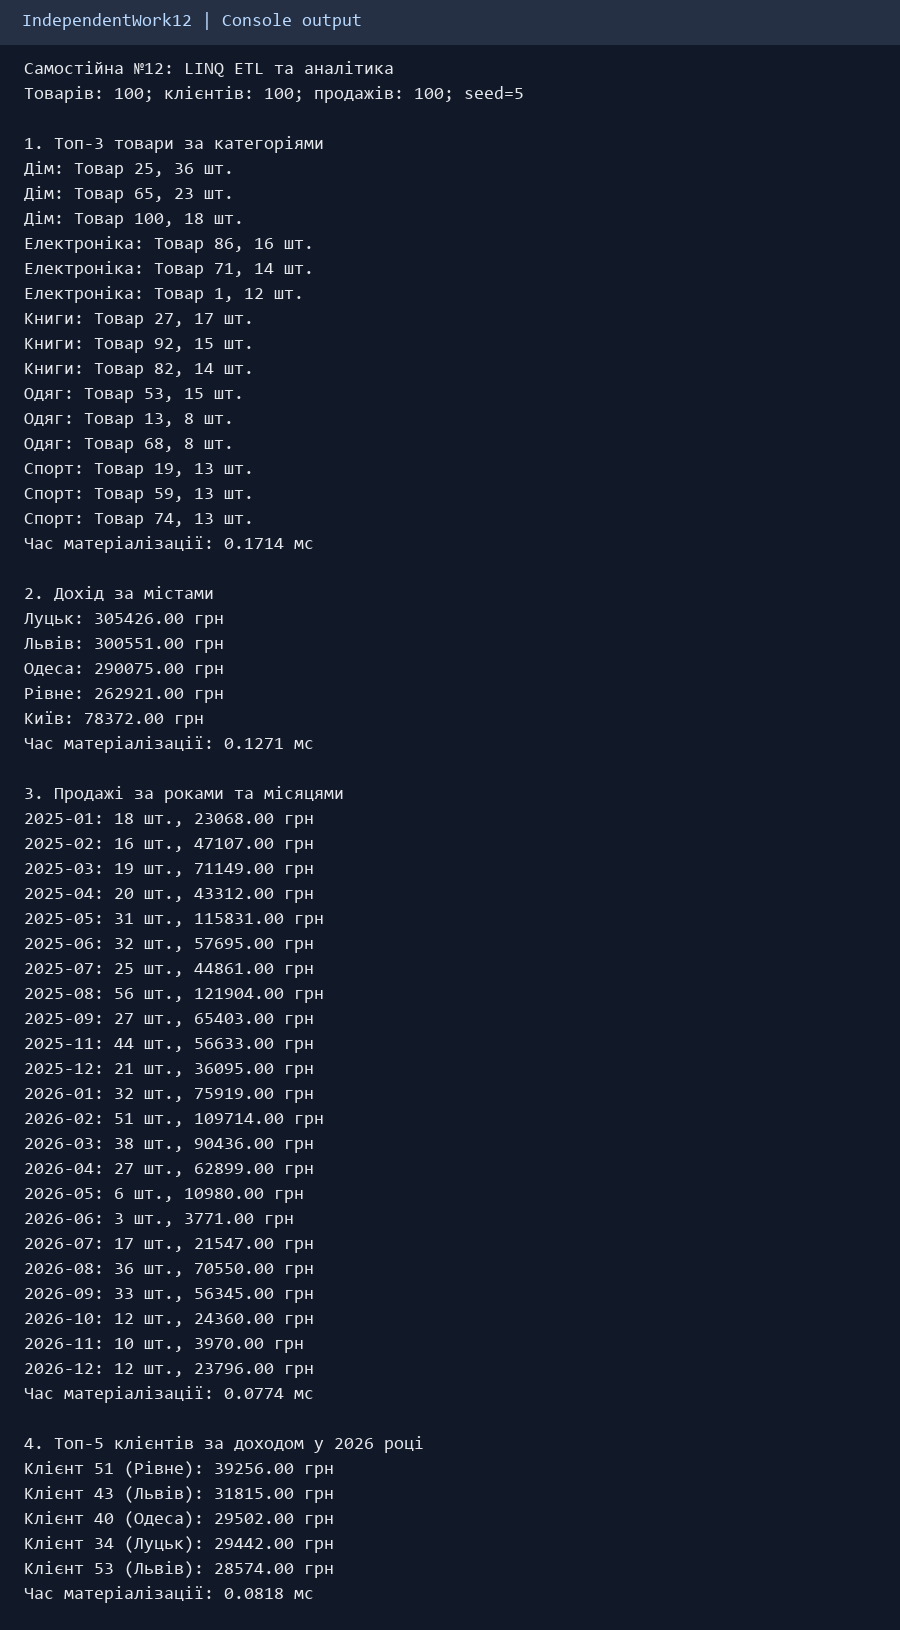 IndependentWork12 | Console output
Самостійна №12: LINQ ETL та аналітика
Товарів: 100; клієнтів: 100; продажів: 100; seed=5
1. Топ-3 товари за категоріями
Дім: Товар 25, 36 шт.
Дім: Товар 65, 23 шт.
Дім: Товар 100, 18 шт.
Електроніка: Товар 86, 16 шт.
Електроніка: Товар 71, 14 шт.
Електроніка: Товар 1, 12 шт.
Книги: Товар 27, 17 шт.
Книги: Товар 92, 15 шт.
Книги: Товар 82, 14 шт.
Одяг: Товар 53, 15 шт.
Одяг: Товар 13, 8 шт.
Одяг: Товар 68, 8 шт.
Спорт: Товар 19, 13 шт.
Спорт: Товар 59, 13 шт.
Спорт: Товар 74, 13 шт.
Час матеріалізації: 0.1714 мс
2. Дохід за містами
Луцьк: 305426.00 грн
Львів: 300551.00 грн
Одеса: 290075.00 грн
Рівне: 262921.00 грн
Київ: 78372.00 грн
Час матеріалізації: 0.1271 мс
3. Продажі за роками та місяцями
2025-01: 18 шт., 23068.00 грн
2025-02: 16 шт., 47107.00 грн
2025-03: 19 шт., 71149.00 грн
2025-04: 20 шт., 43312.00 грн
2025-05: 31 шт., 115831.00 грн
2025-06: 32 шт., 57695.00 грн
2025-07: 25 шт., 44861.00 грн
2025-08: 56 шт., 121904.00 грн
2025-09: 27 шт., 65403.00 грн
2025-11: 44 шт., 56633.00 грн
2025-12: 21 шт., 36095.00 грн
2026-01: 32 шт., 75919.00 грн
2026-02: 51 шт., 109714.00 грн
2026-03: 38 шт., 90436.00 грн
2026-04: 27 шт., 62899.00 грн
2026-05: 6 шт., 10980.00 грн
2026-06: 3 шт., 3771.00 грн
2026-07: 17 шт., 21547.00 грн
2026-08: 36 шт., 70550.00 грн
2026-09: 33 шт., 56345.00 грн
2026-10: 12 шт., 24360.00 грн
2026-11: 10 шт., 3970.00 грн
2026-12: 12 шт., 23796.00 грн
Час матеріалізації: 0.0774 мс
4. Топ-5 клієнтів за доходом у 2026 році
Клієнт 51 (Рівне): 39256.00 грн
Клієнт 43 (Львів): 31815.00 грн
Клієнт 40 (Одеса): 29502.00 грн
Клієнт 34 (Луцьк): 29442.00 грн
Клієнт 53 (Львів): 28574.00 грн
Час матеріалізації: 0.0818 мс